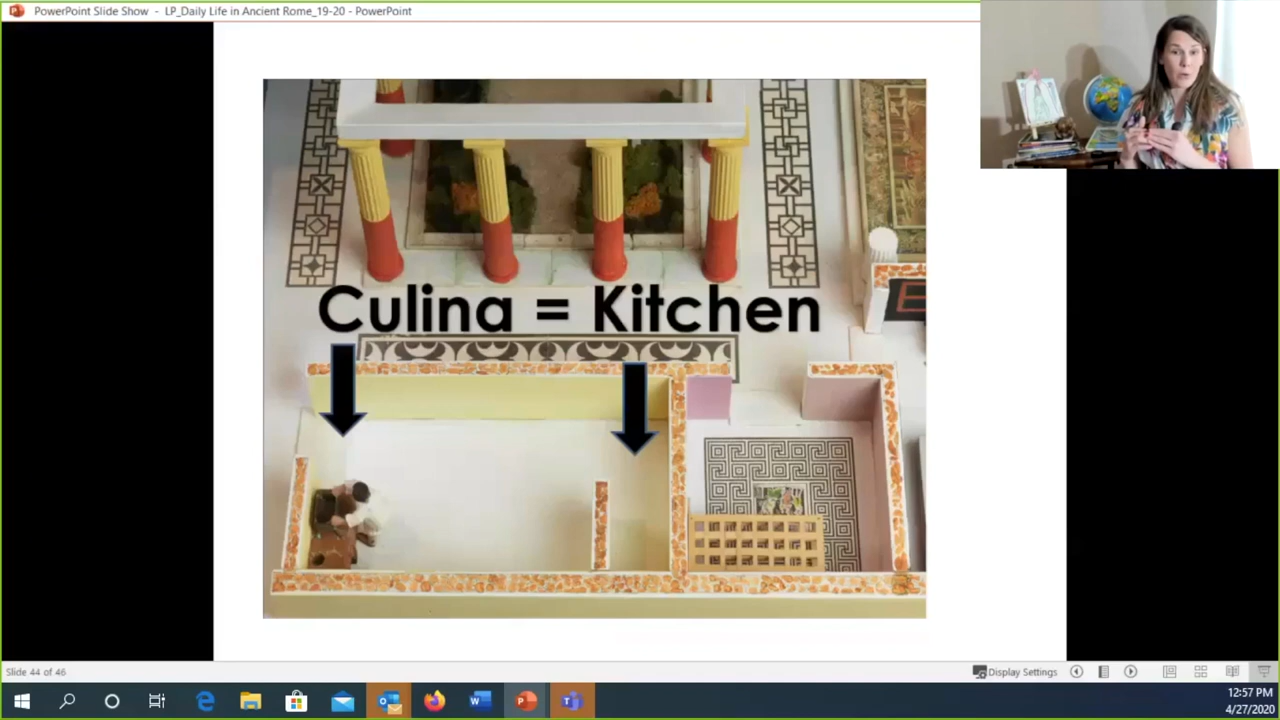 PowerPoint Slide Show - LP_Daily Life in Ancient Rome_19-20 - PowerPoint
Culina = Kitchen
Slide 44 of 46
Display Settings
12:57 PM
4/27/2020